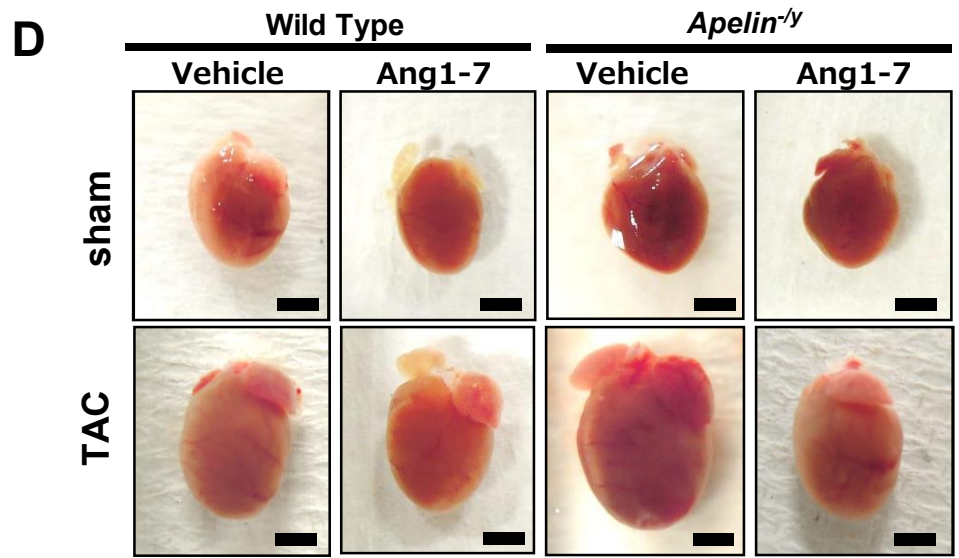 D
Wild Type Apelin-/y
Vehicle Ang1-7 Vehicle Ang1-7
sham
TAC